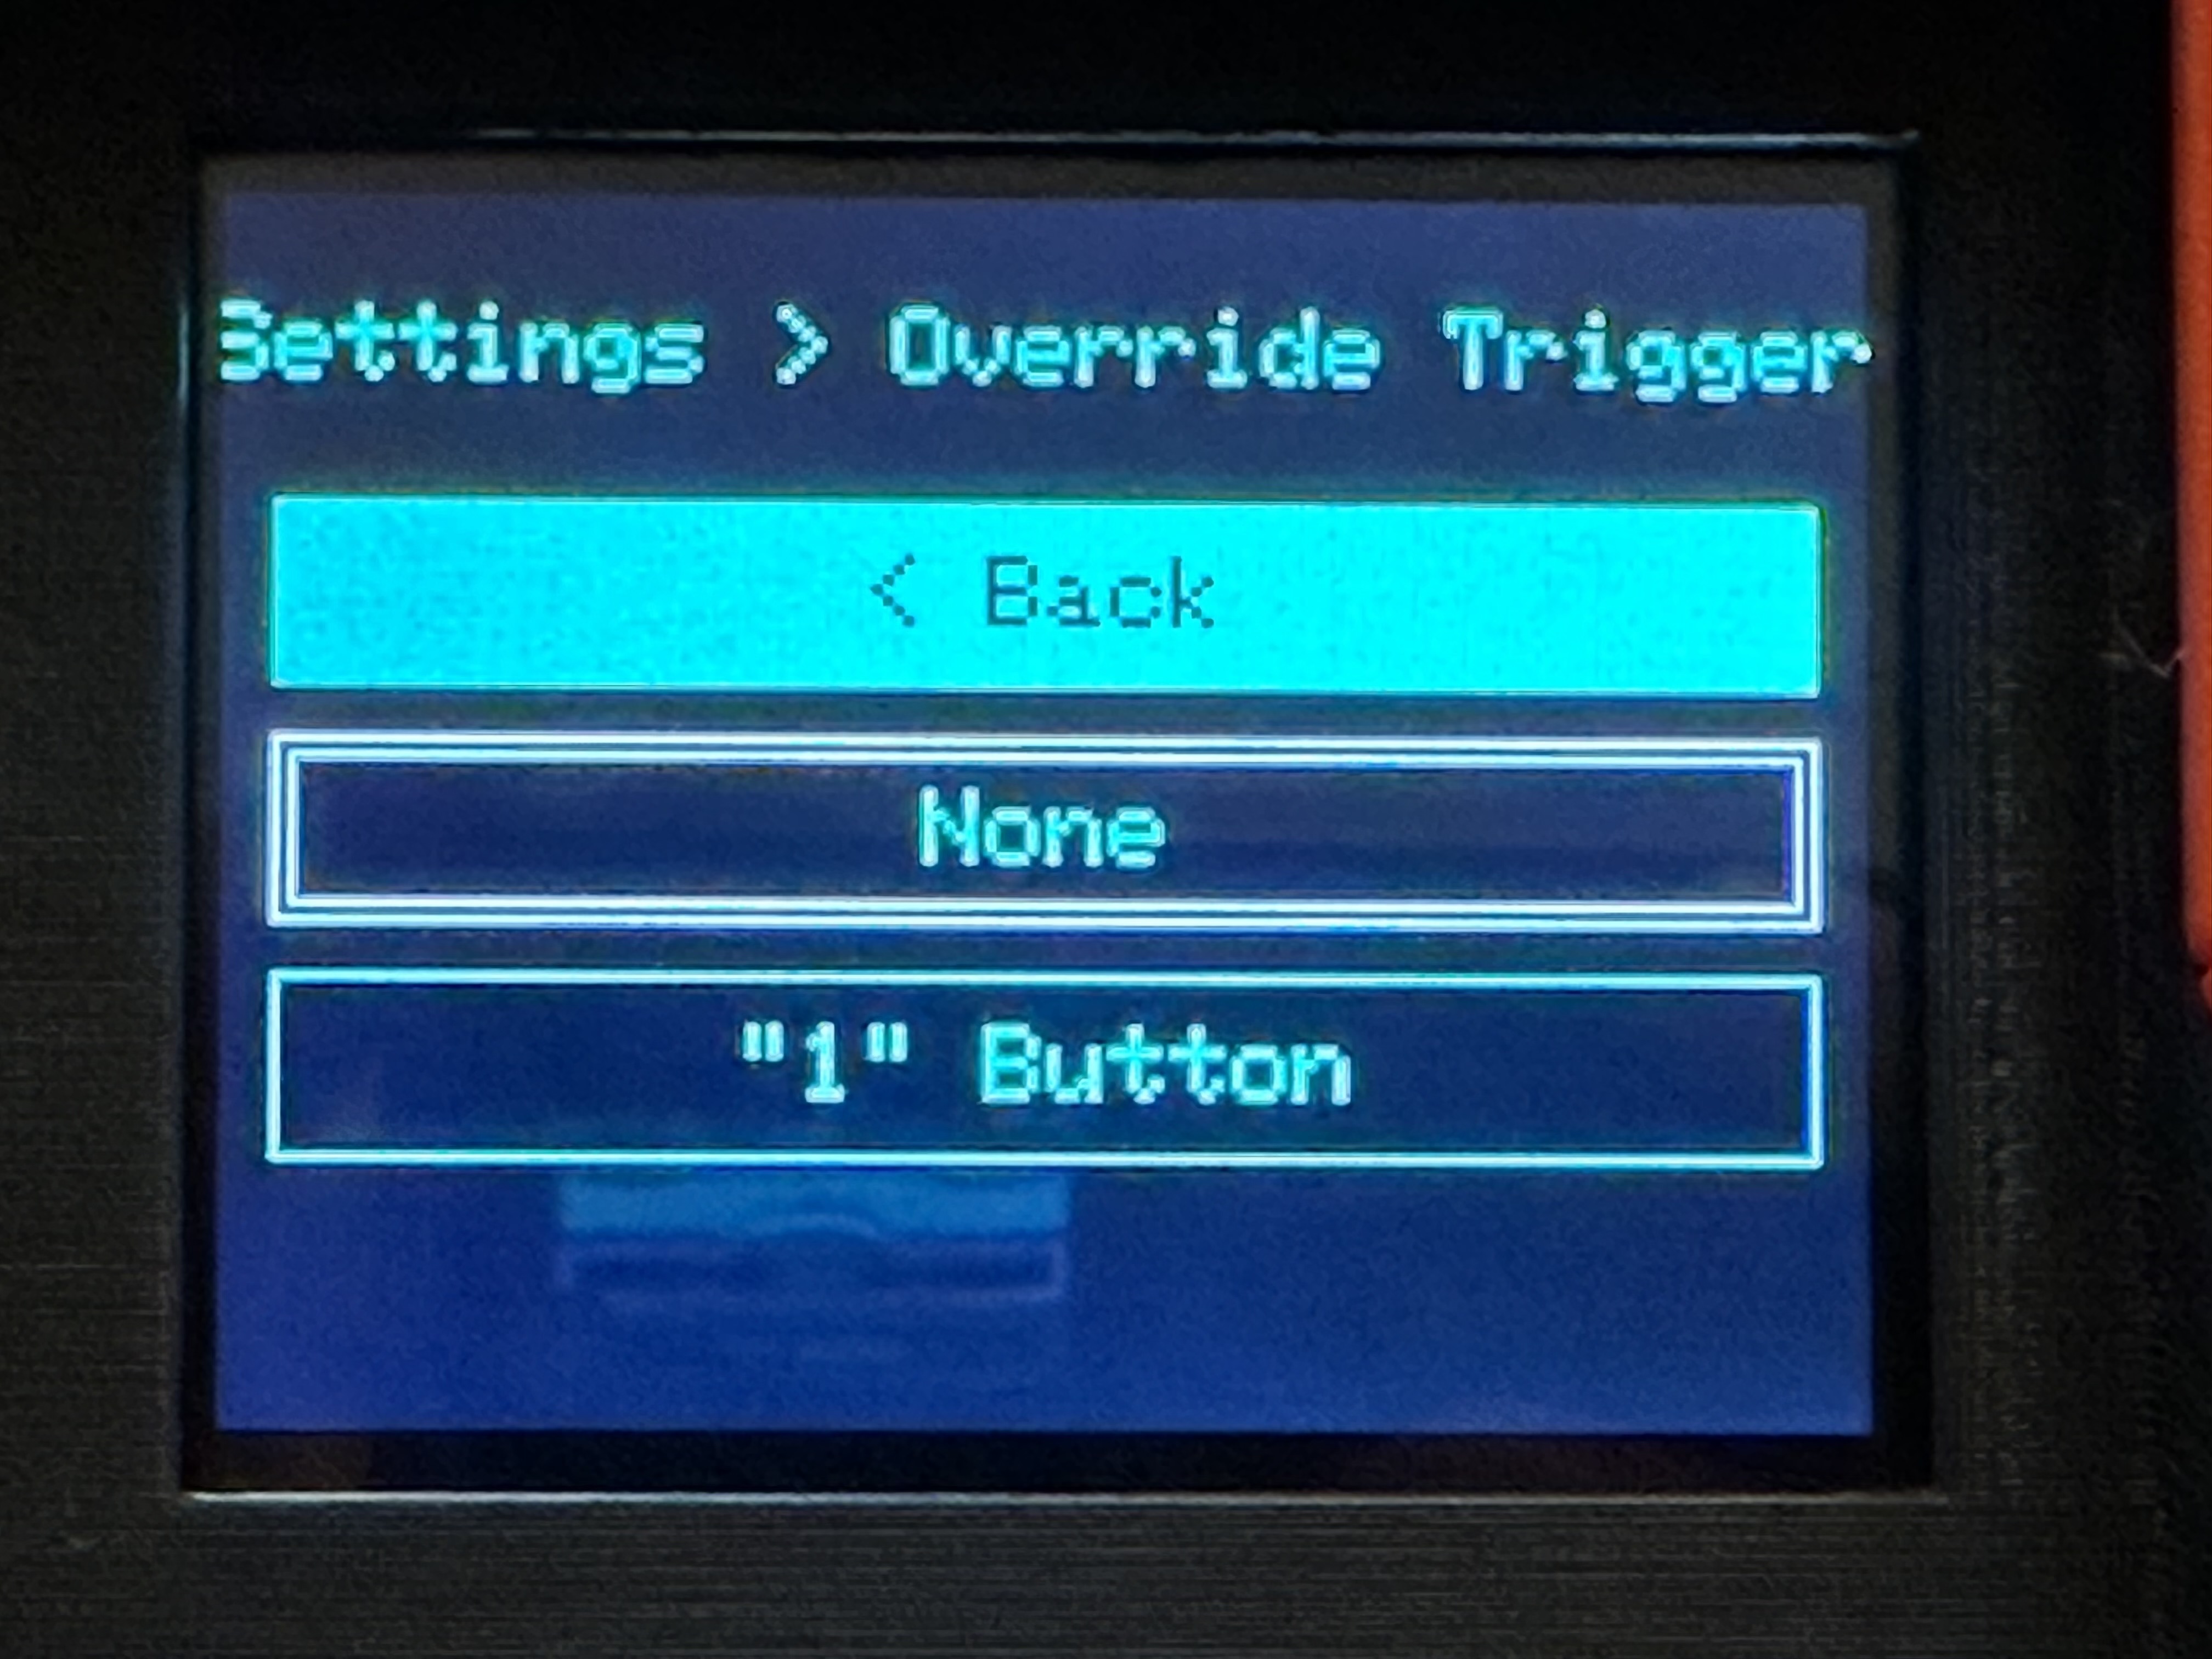 Settings > Override Trigger
< Back
None
"1" Button